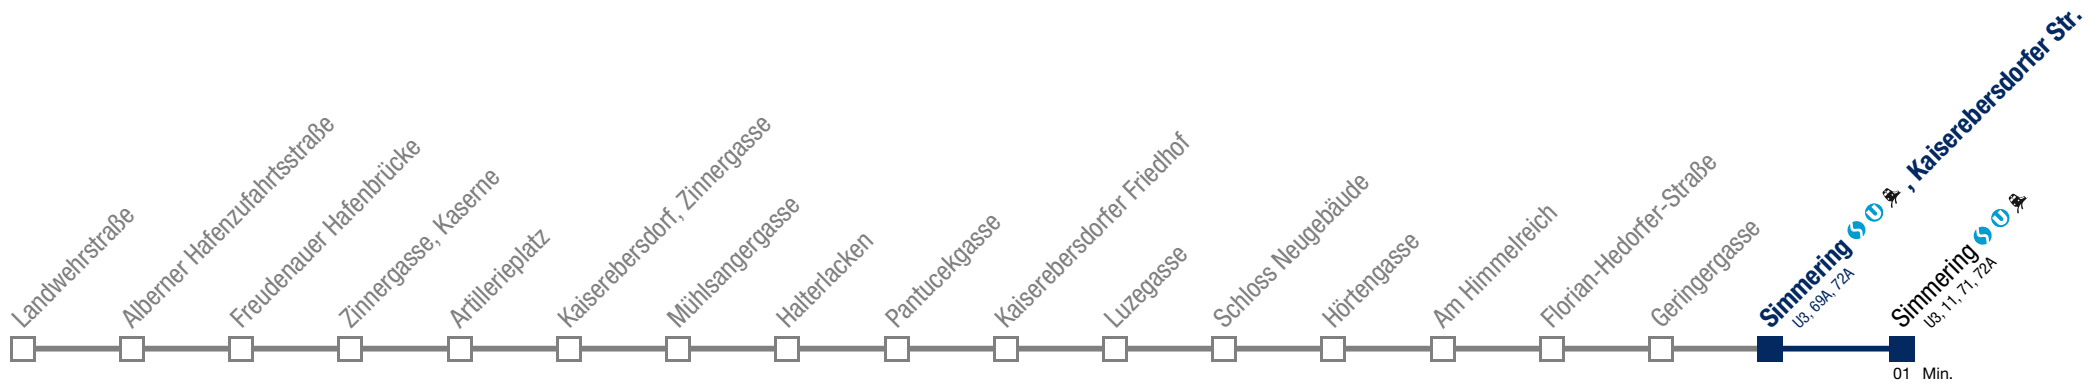 Landwehrstraße
Alberner Hafenzufahrtsstraße
Freudenauer Hafenbrücke
Zinnergasse, Kaserne
Artillerieplatz
Kaiserebersdorf, Zinnergasse
Mühlsangergasse
Halterlacken
Pantucekgasse
Kaiserebersdorfer Friedhof
Luzegasse
Schloss Neugebäude
Hörtengasse
Am Himmelreich
Florian-Hedorfer-Straße
Geringergasse
Simmering S U , Kaiserebersdorfer Str.
U3, 69A, 72A
Simmering S U
U3, 11, 71, 72A
01 Min.